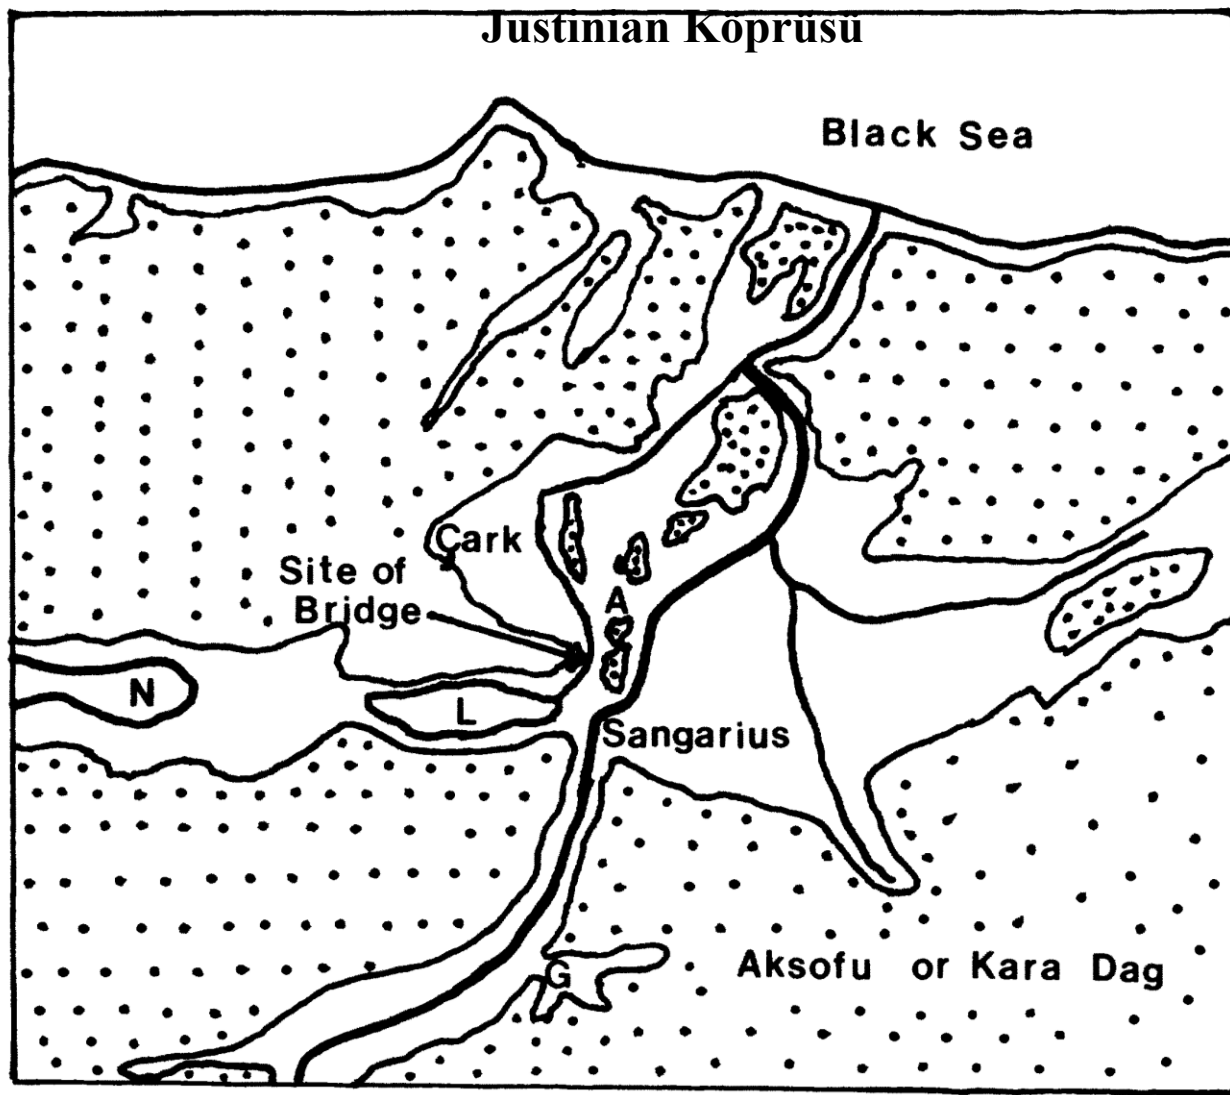 Justinian Köprüsü
Black Sea
Cark
Site of
Bridge
A
N
L
Sangarius
G
Aksofu or Kara Dag